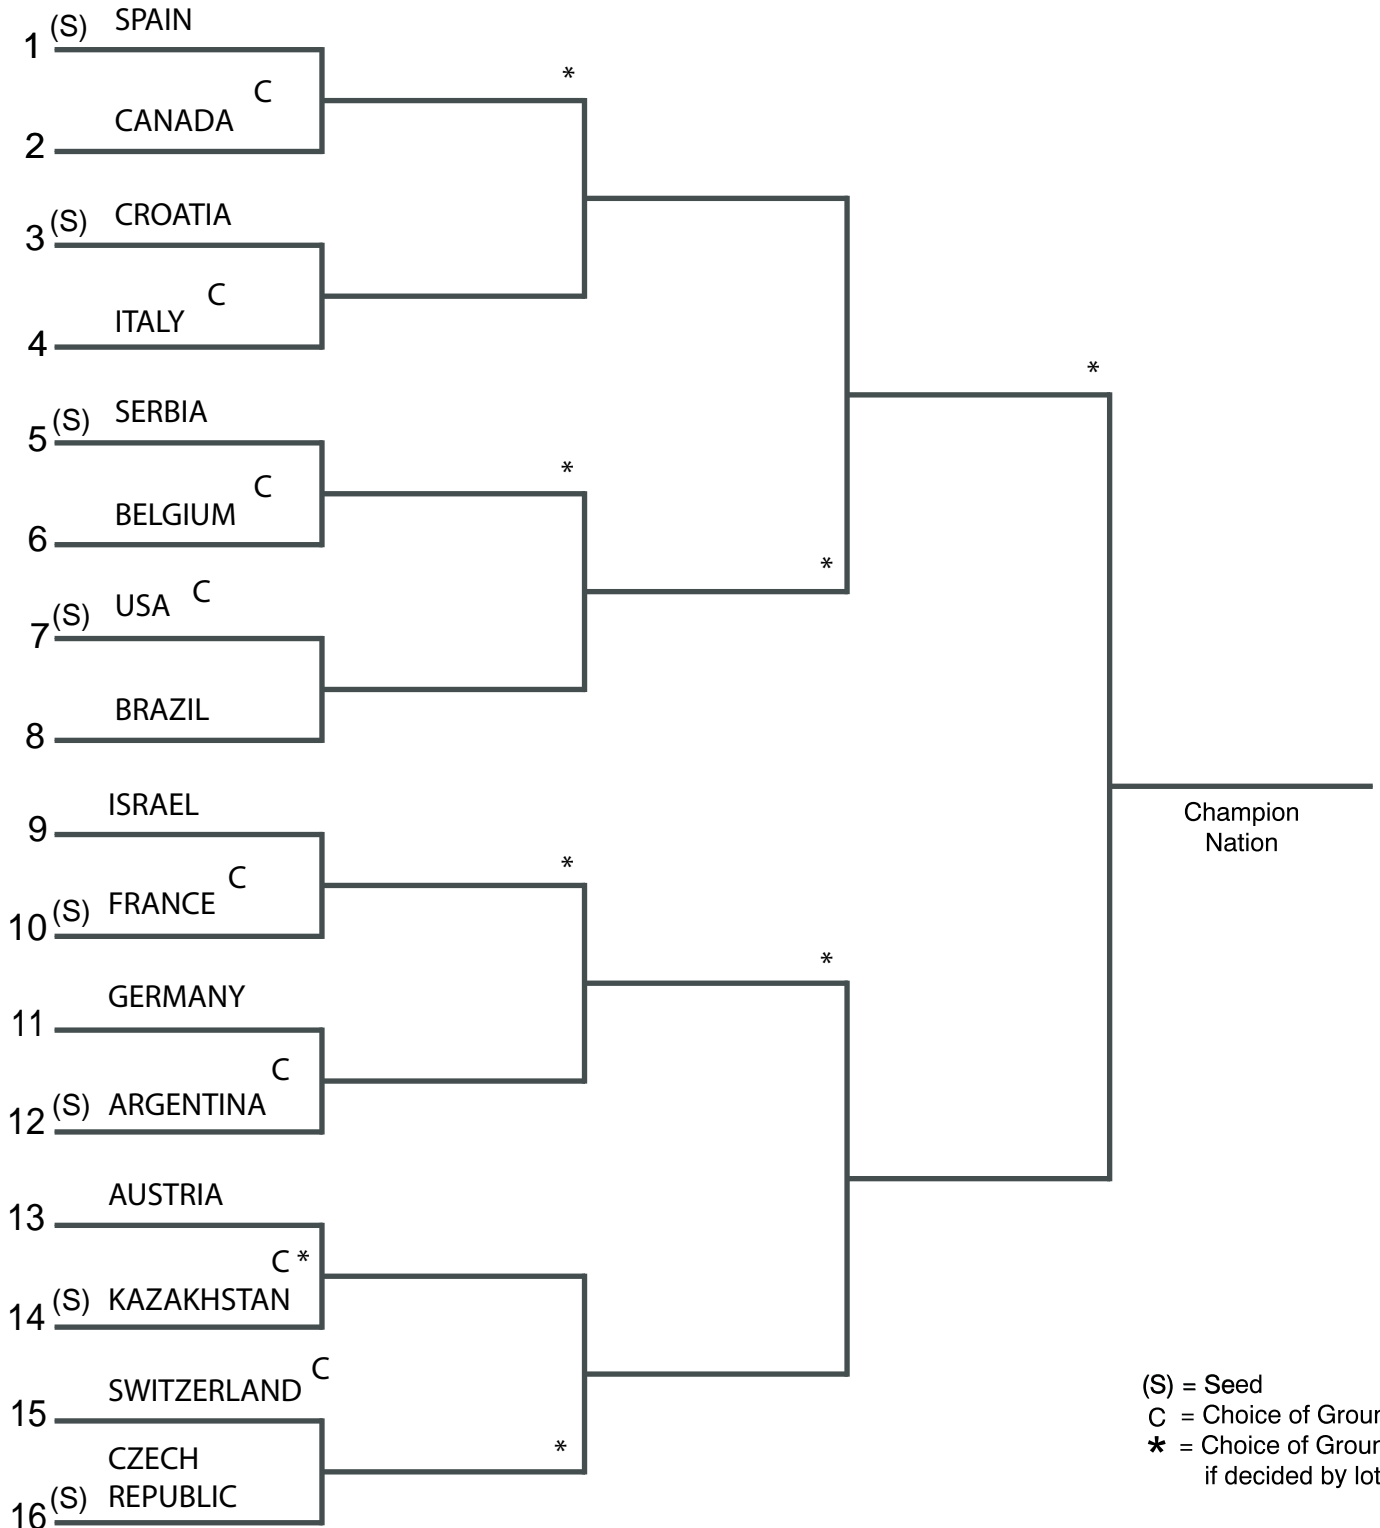 1 (S) SPAIN
C
2 CANADA
3 (S) CROATIA
C
4 ITALY
5 (S) SERBIA
C
6 BELGIUM
7 (S) USA C
8 BRAZIL
9 ISRAEL
C
10 (S) FRANCE
11 GERMANY
C
12 (S) ARGENTINA
13 AUSTRIA
C *
14 (S) KAZAKHSTAN
15 SWITZERLAND C
CZECH
16 (S) REPUBLIC
*
*
*
*
*
*
*
Champion
Nation
(S) = Seed
C = Choice of Groun
* = Choice of Groun
if decided by lot